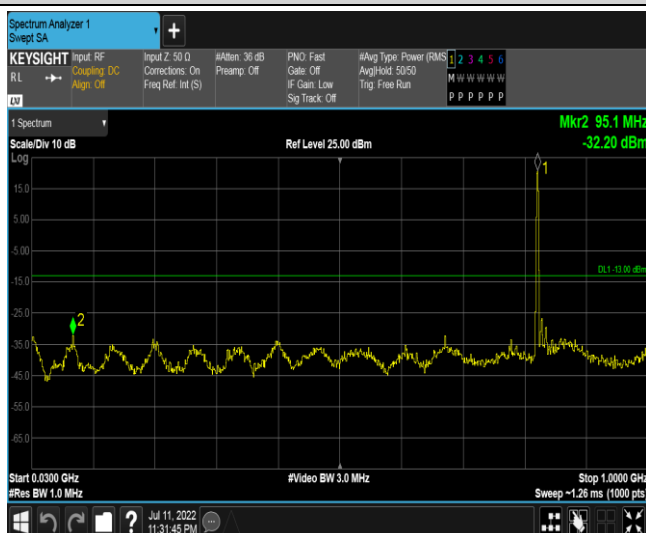 Spectrum Analyzer 1
Swept SA
+
KEYSIGHT
RL
LXI
Input: RF
Coupling: DC
Align: Off
Input Z: 50 Ω
Corrections: On
Freq Ref: Int (S)
#Atten: 36 dB
Preamp: Off
PNO: Fast
Gate: Off
IF Gain: Low
Sig Track: Off
#Avg Type: Power (RMS
Avg|Hold: 50/50
Trig: Free Run
1 2 3 4 5 6
M W W W W W
P P P P P P
1 Spectrum
Mkr2 95.1 MHz
Scale/Div 10 dB
Ref Level 25.00 dBm
-32.20 dBm
Log
1
15.0
5.00
-5.00
DL1 -13.00 dBm
-15.0
-25.0
2
-35.0
-45.0
-55.0
-65.0
Start 0.0300 GHz
#Video BW 3.0 MHz
Stop 1.0000 GHz
#Res BW 1.0 MHz
Sweep ~1.26 ms (1000 pts)
?
Jul 11, 2022
11:31:45 PM